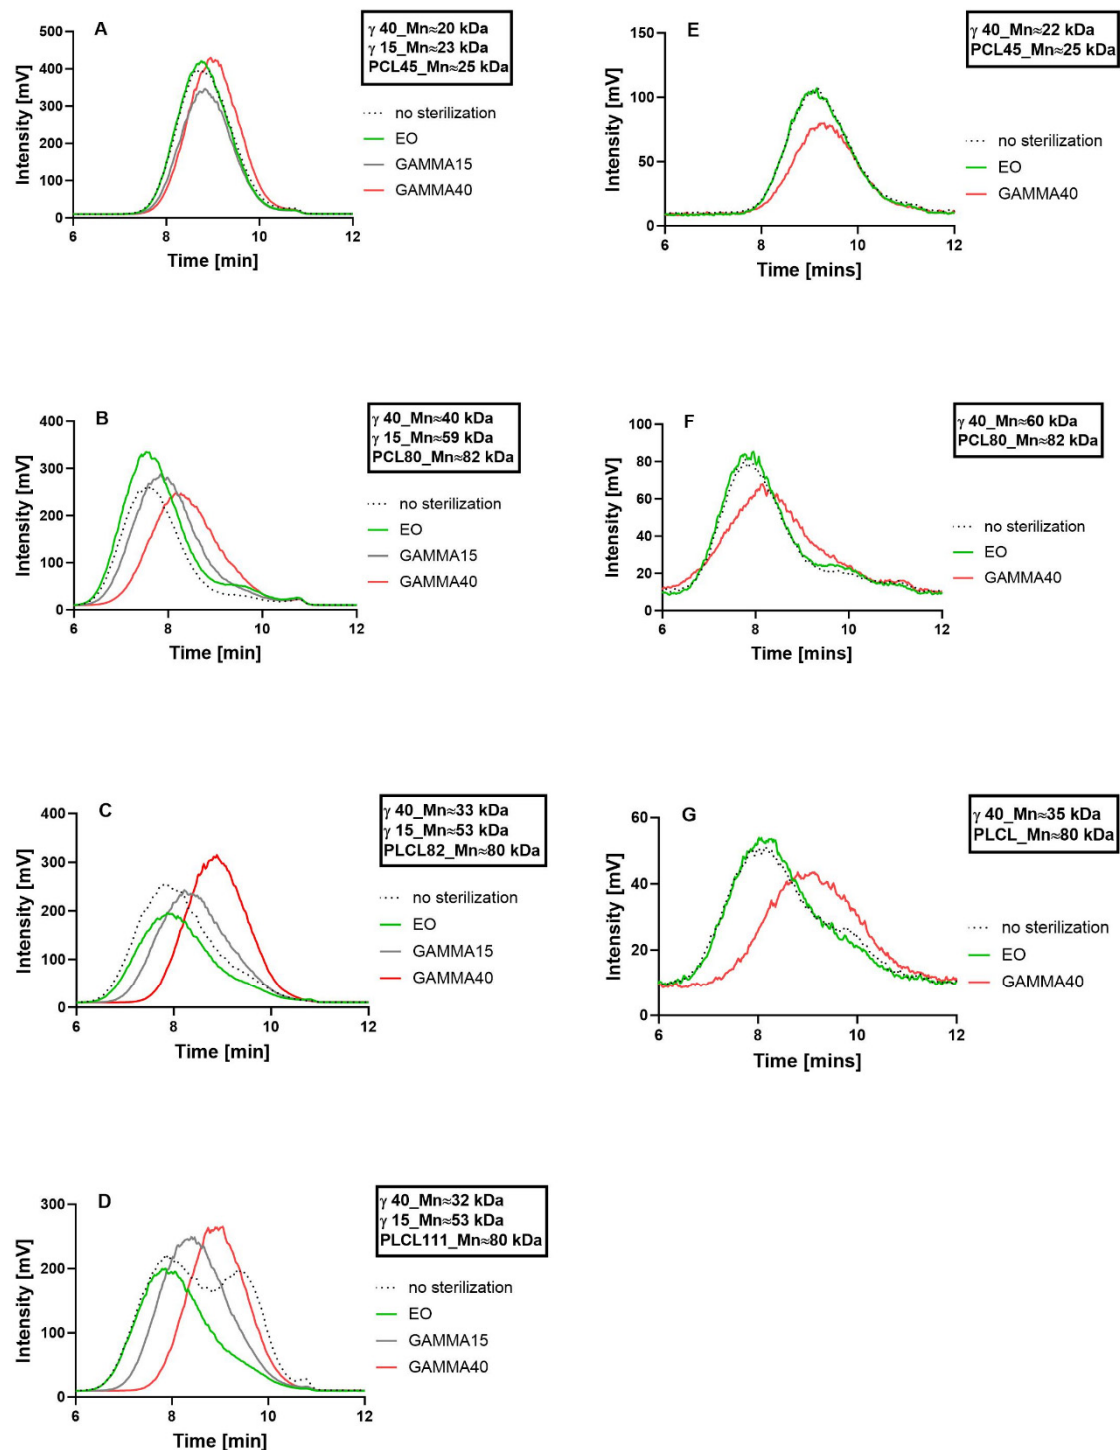 A
γ 40_Mn≈20 kDa
γ 15_Mn≈23 kDa
PCL45_Mn≈25 kDa
Intensity [mV]
500
400
300
200
100
0
6 8 10 12
Time [min]
no sterilization
EO
GAMMA15
GAMMA40
E
γ 40_Mn≈22 kDa
PCL45_Mn≈25 kDa
Intensity [mV]
150
100
50
0
6 8 10 12
Time [mins]
no sterilization
EO
GAMMA40
B
γ 40_Mn≈40 kDa
γ 15_Mn≈59 kDa
PCL80_Mn≈82 kDa
Intensity [mV]
400
300
200
100
0
6 8 10 12
Time [min]
no sterilization
EO
GAMMA15
GAMMA40
F
γ 40_Mn≈60 kDa
PCL80_Mn≈82 kDa
Intensity [mV]
100
80
60
40
20
0
6 8 10 12
Time [mins]
no sterilization
EO
GAMMA40
C
γ 40_Mn≈33 kDa
γ 15_Mn≈53 kDa
PLCL82_Mn≈80 kDa
Intensity [mV]
400
300
200
100
0
6 8 10 12
Time [min]
no sterilization
EO
GAMMA15
GAMMA40
G
γ 40_Mn≈35 kDa
PLCL_Mn≈80 kDa
Intensity [mV]
60
40
20
0
6 8 10 12
Time [mins]
no sterilization
EO
GAMMA40
D
γ 40_Mn≈32 kDa
γ 15_Mn≈53 kDa
PLCL111_Mn≈80 kDa
Intensity [mV]
300
200
100
0
6 8 10 12
Time [min]
no sterilization
EO
GAMMA15
GAMMA40